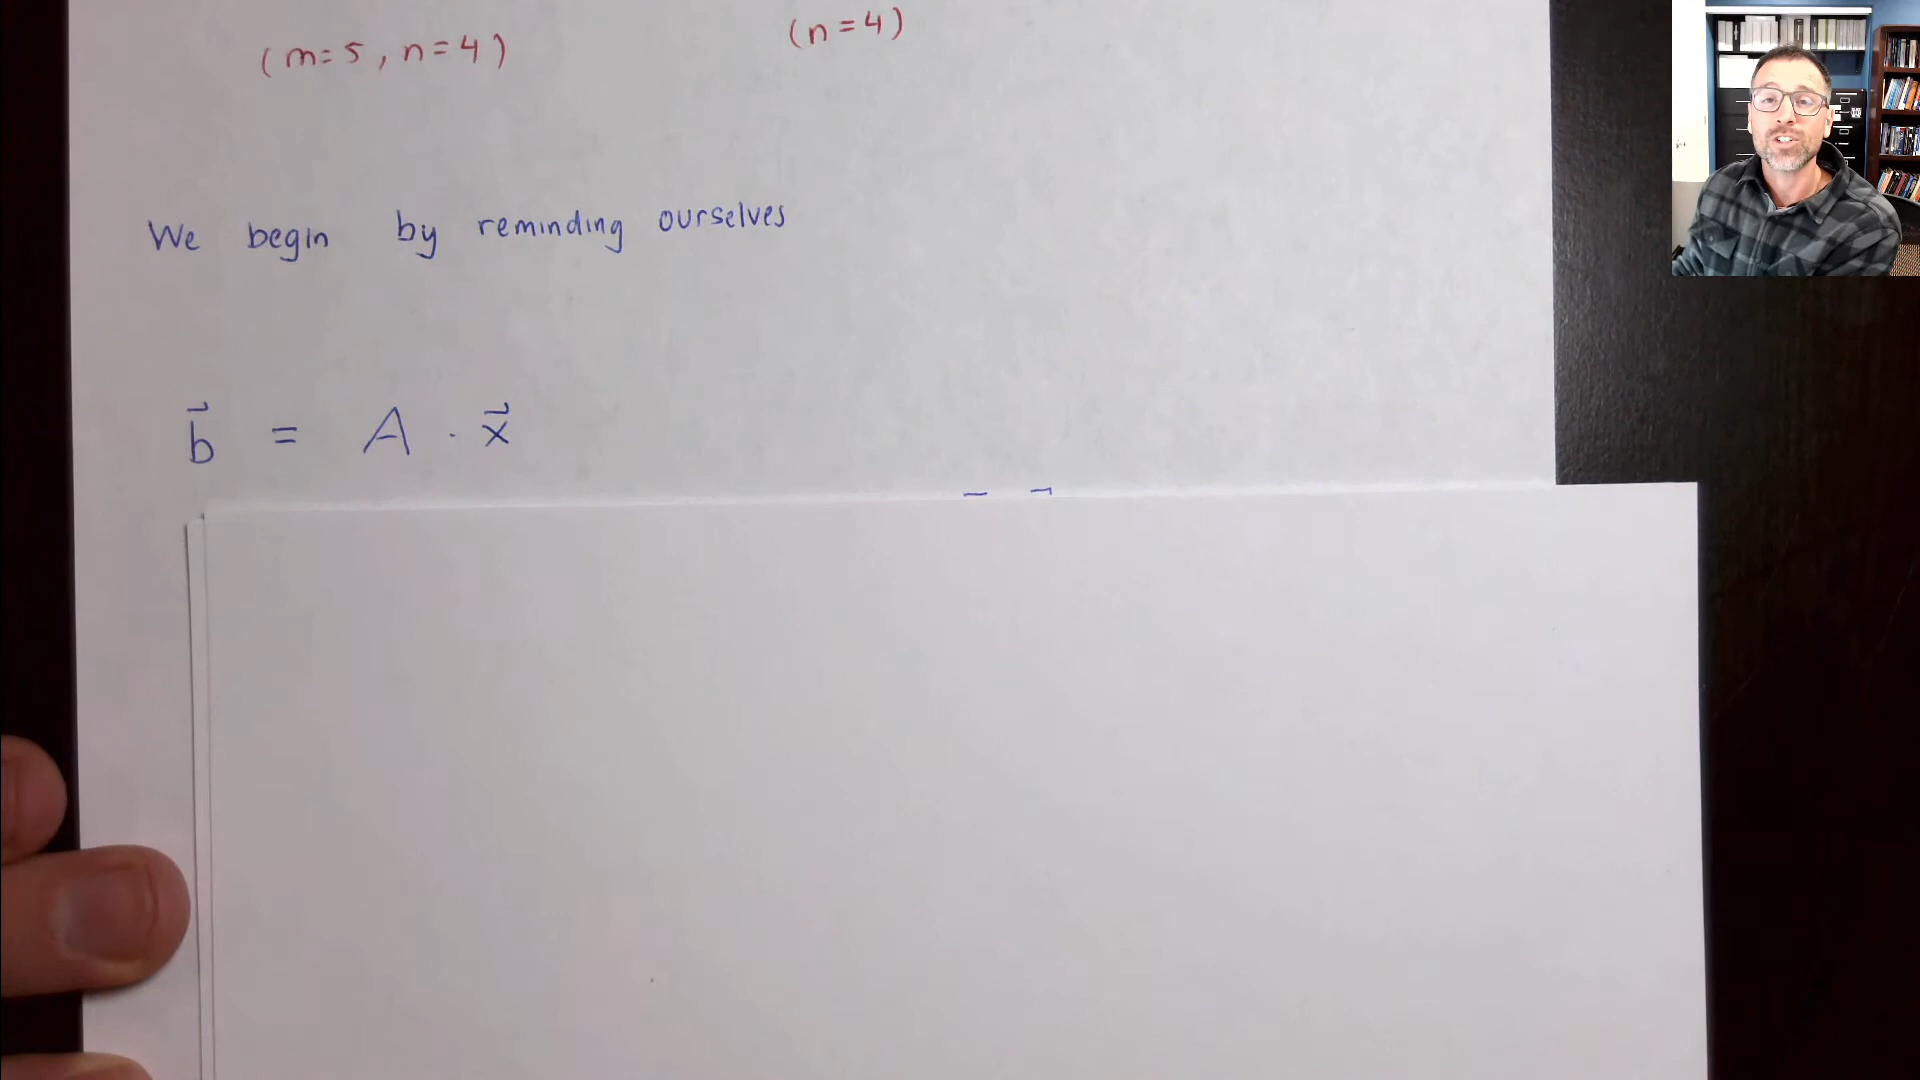 (m=5, n=4) (n=4)
We begin by reminding ourselves
b⃗ = A · x⃗